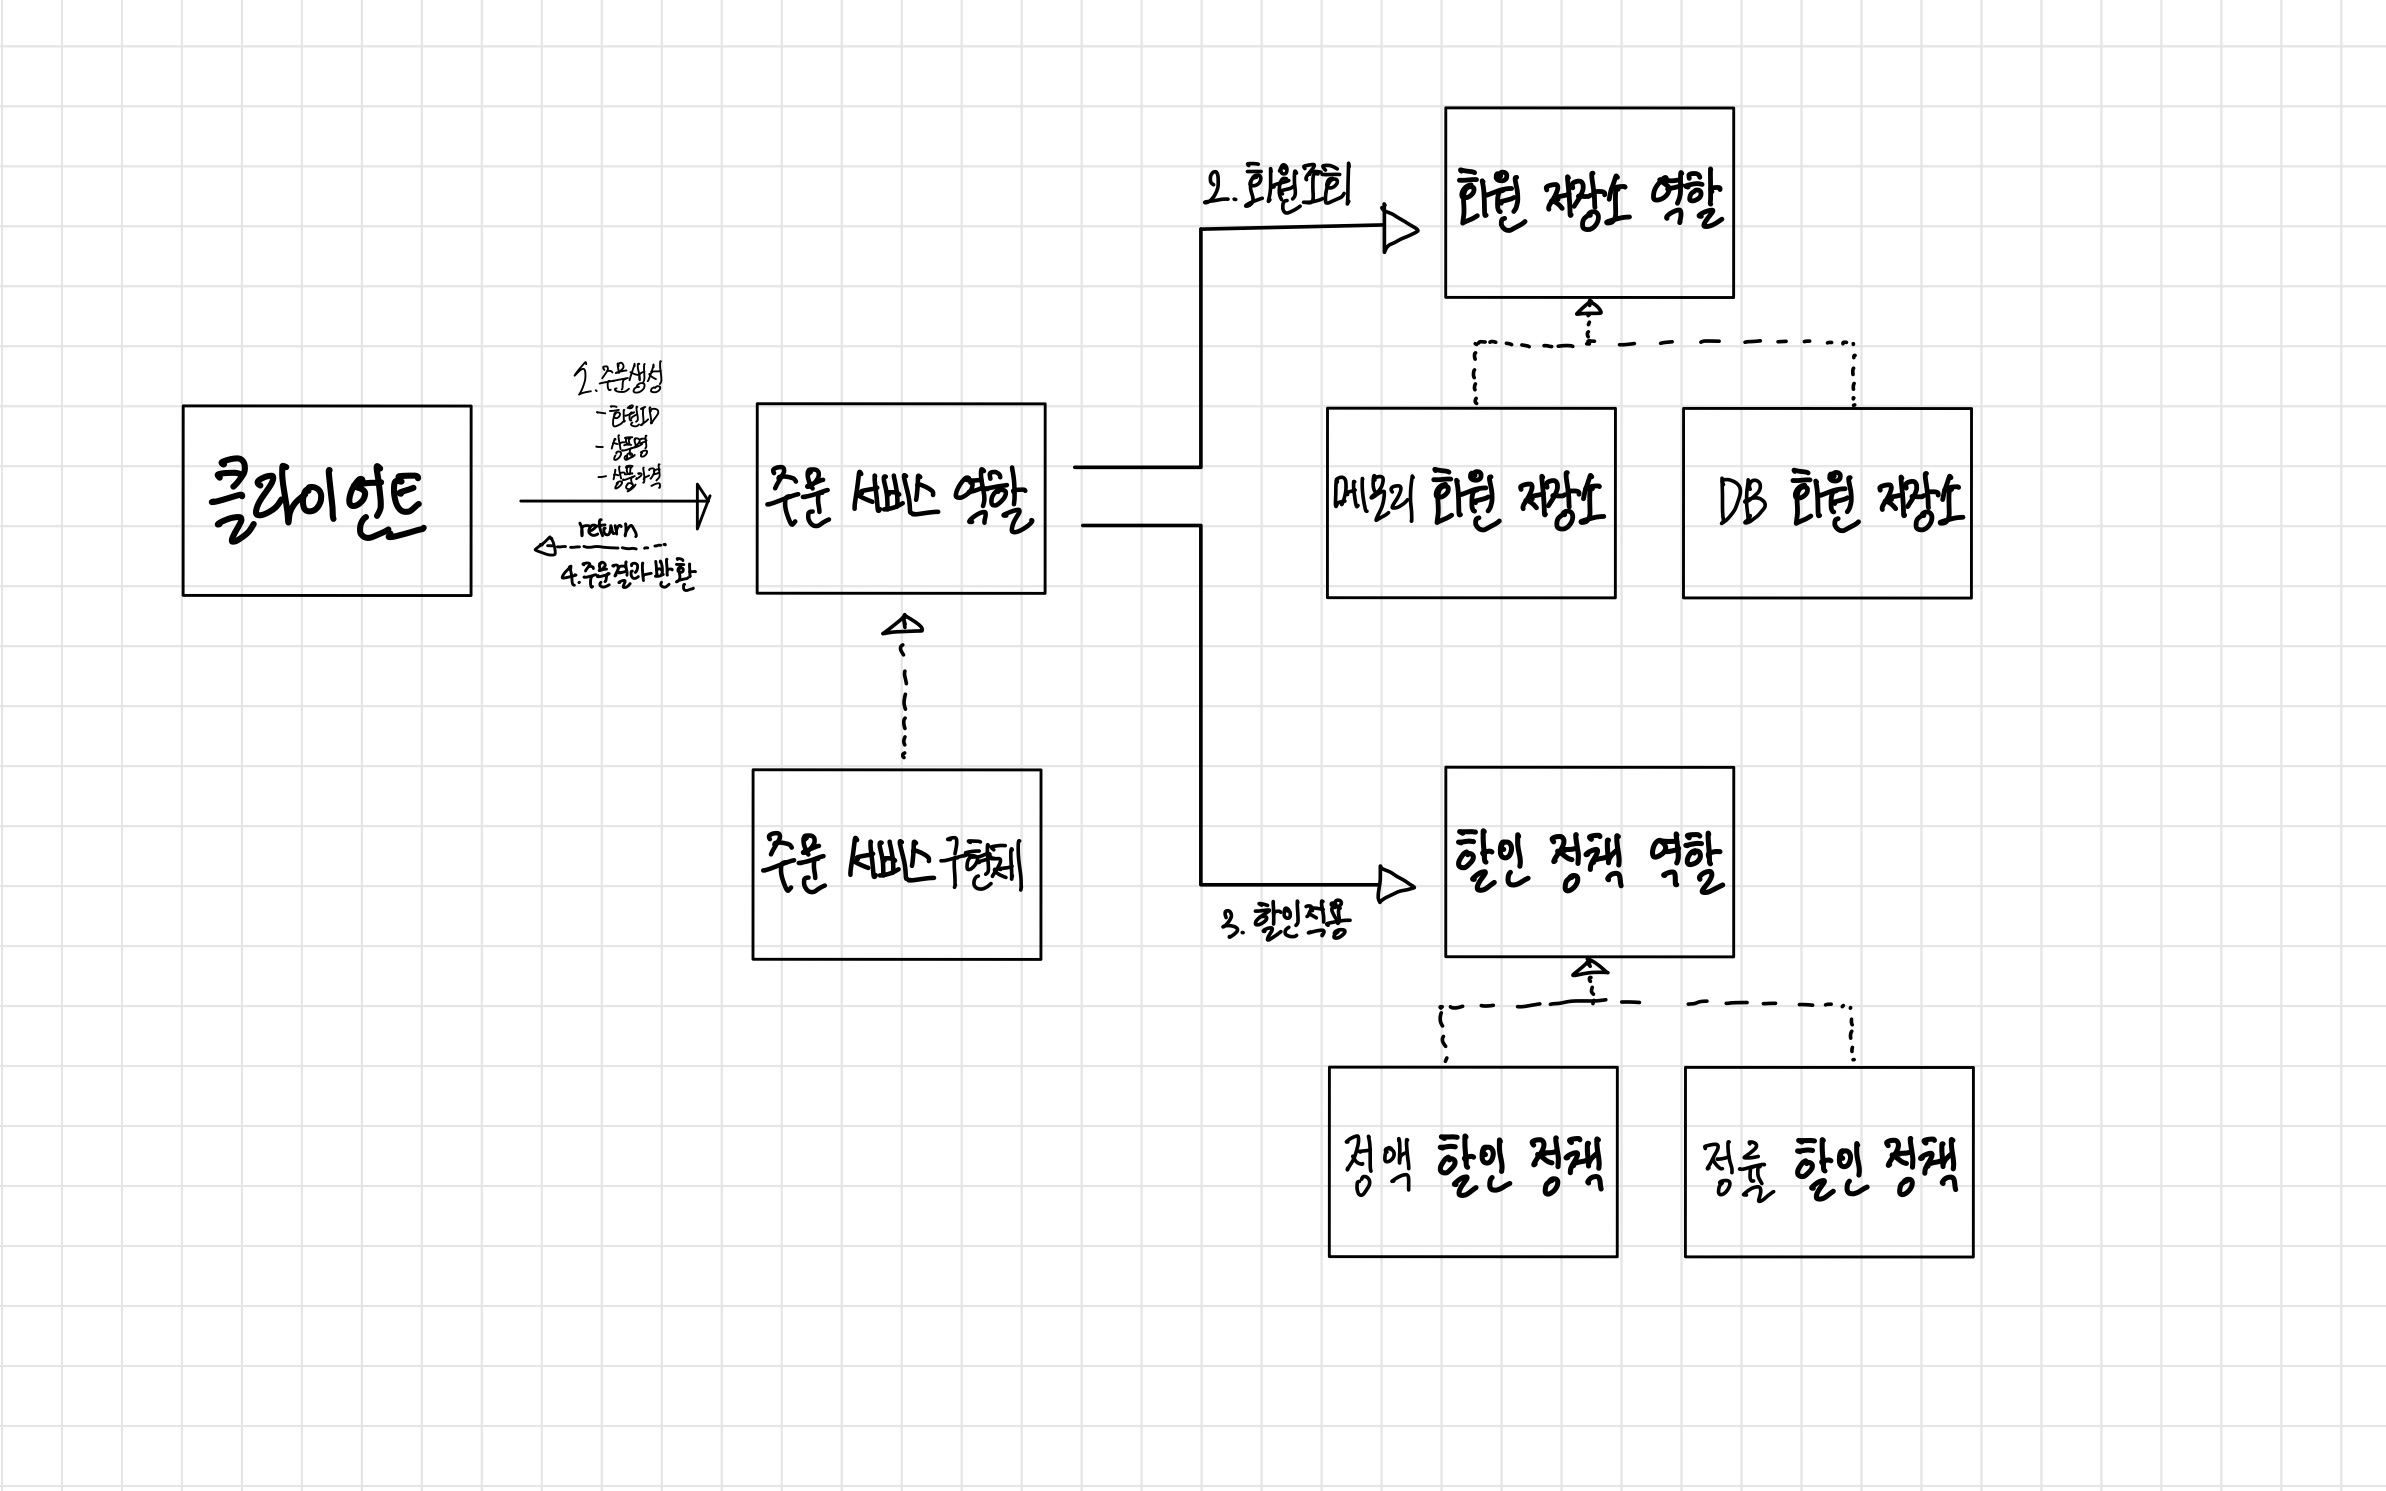 클라이언트
2. 주문생성
- 회원ID
- 상품명
- 상품가격
return
4. 주문결과 반환
주문 서비스 역할
주문 서비스 구현체
2. 회원조회
회원 저장소 역할
메모리 회원 저장소
DB 회원 저장소
3. 할인적용
할인 정책 역할
정액 할인 정책
정률 할인 정책